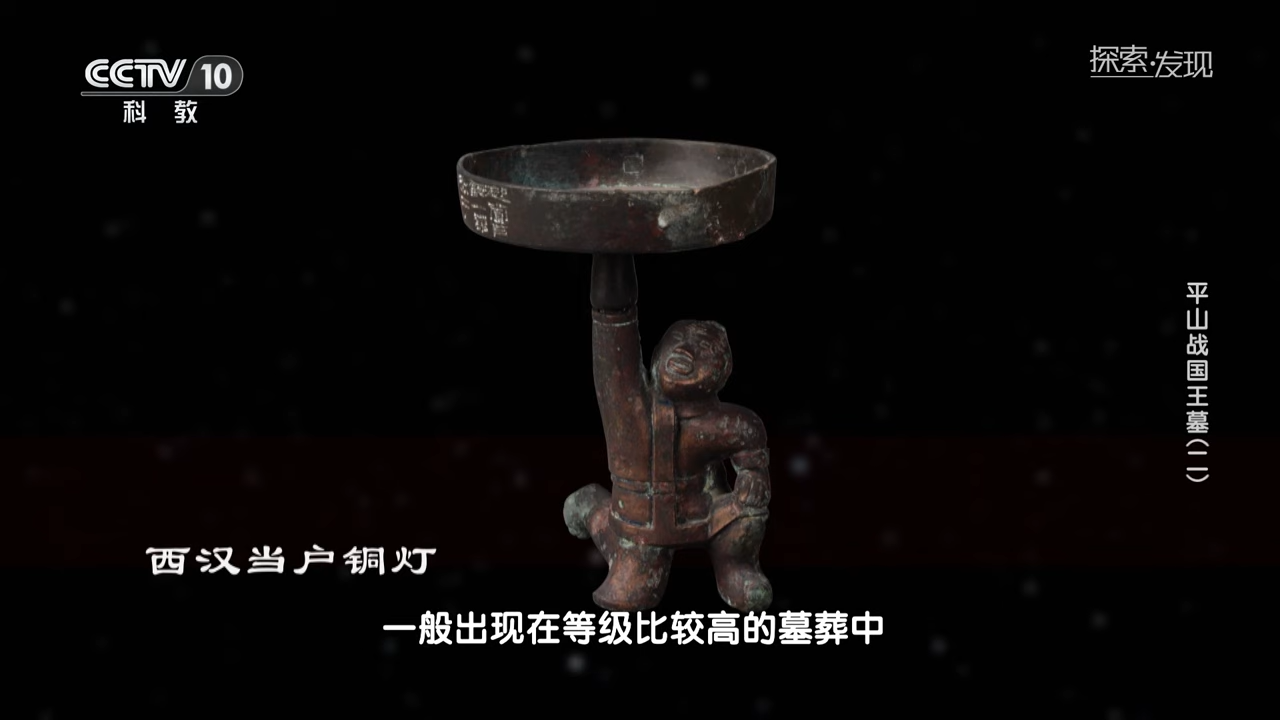 CCTV 10
科教
探索·发现
平山战国王墓(二)
西汉当户铜灯
一般出现在等级比较高的墓葬中